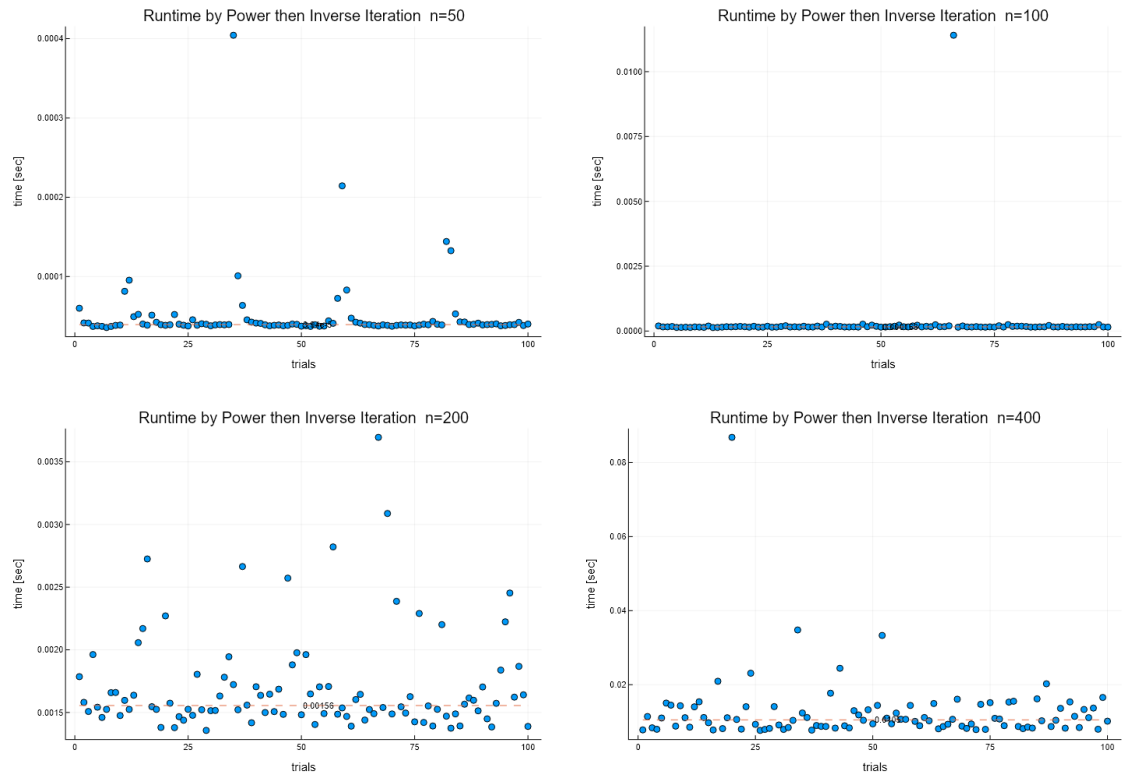 Runtime by Power then Inverse Iteration n=50
time [sec]
0.0004
0.0003
0.0002
0.0001
0 25 50 75 100
trials
Runtime by Power then Inverse Iteration n=100
time [sec]
0.0100
0.0075
0.0050
0.0025
0.0000
0 25 50 75 100
trials
Runtime by Power then Inverse Iteration n=200
time [sec]
0.0035
0.0030
0.0025
0.0020
0.0015
0.00156
0 25 50 75 100
trials
Runtime by Power then Inverse Iteration n=400
time [sec]
0.08
0.06
0.04
0.02
0 25 50 75 100
trials